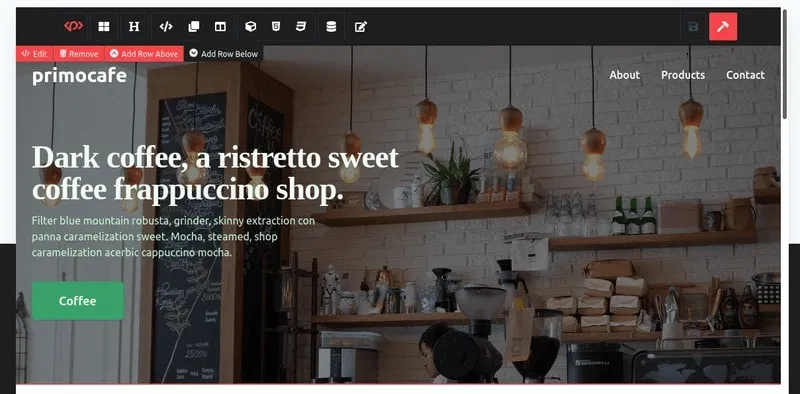 H
Edit Remove Add Row Above Add Row Below
primocafe
About Products Contact
Dark coffee, a ristretto sweet
coffee frappuccino shop.
Filter blue mountain robusta, grinder, skinny extraction con
panna caramelization sweet. Mocha, steamed, shop
caramelization acerbic cappuccino mocha.
Coffee